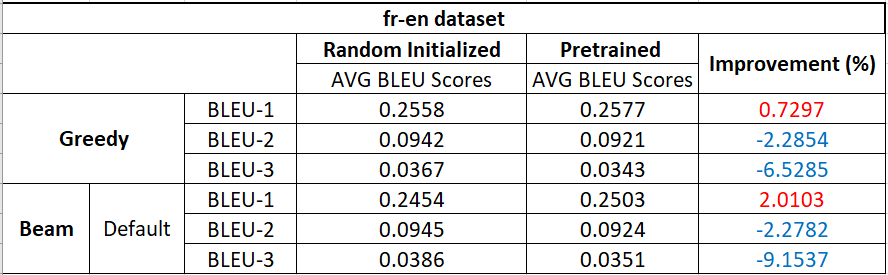 fr-en dataset
Random Initialized Pretrained Improvement (%)
AVG BLEU Scores AVG BLEU Scores
Greedy BLEU-1 0.2558 0.2577 0.7297
BLEU-2 0.0942 0.0921 -2.2854
BLEU-3 0.0367 0.0343 -6.5285
Beam Default BLEU-1 0.2454 0.2503 2.0103
BLEU-2 0.0945 0.0924 -2.2782
BLEU-3 0.0386 0.0351 -9.1537